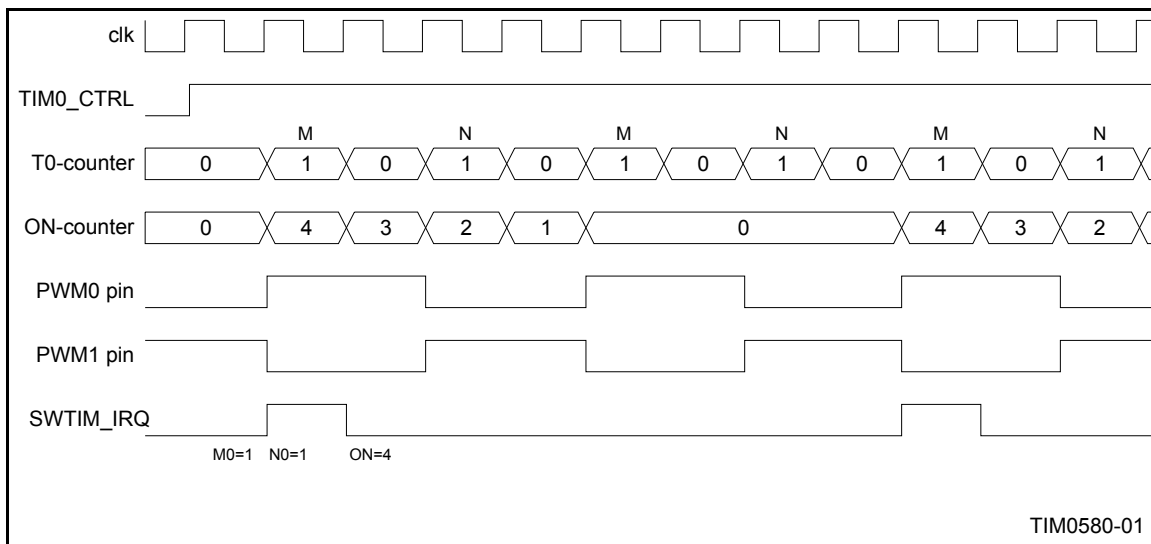 clk
TIM0_CTRL
M N M N M N
T0-counter 0 1 0 1 0 1 0 1 0 1 0 1
ON-counter 0 4 3 2 1 0 4 3 2
PWM0 pin
PWM1 pin
SWTIM_IRQ
M0=1 N0=1 ON=4
TIM0580-01